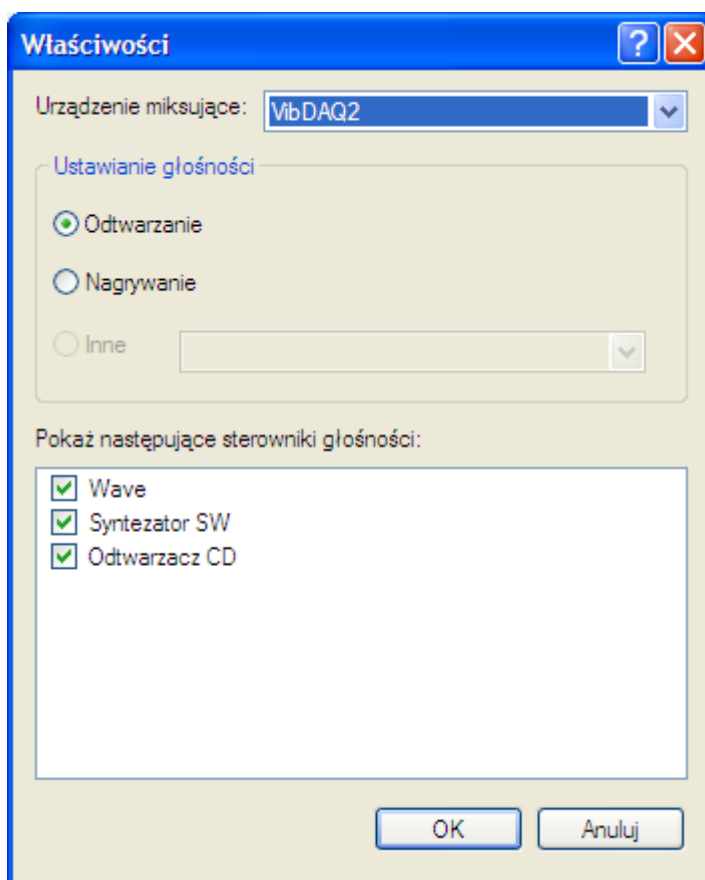 Właściwości
Urządzenie miksujące: VibDAQ2
Ustawianie głośności
Odtwarzanie
Nagrywanie
Inne
Pokaż następujące sterowniki głośności:
Wave
Syntezator SW
Odtwarzacz CD
OK Anuluj